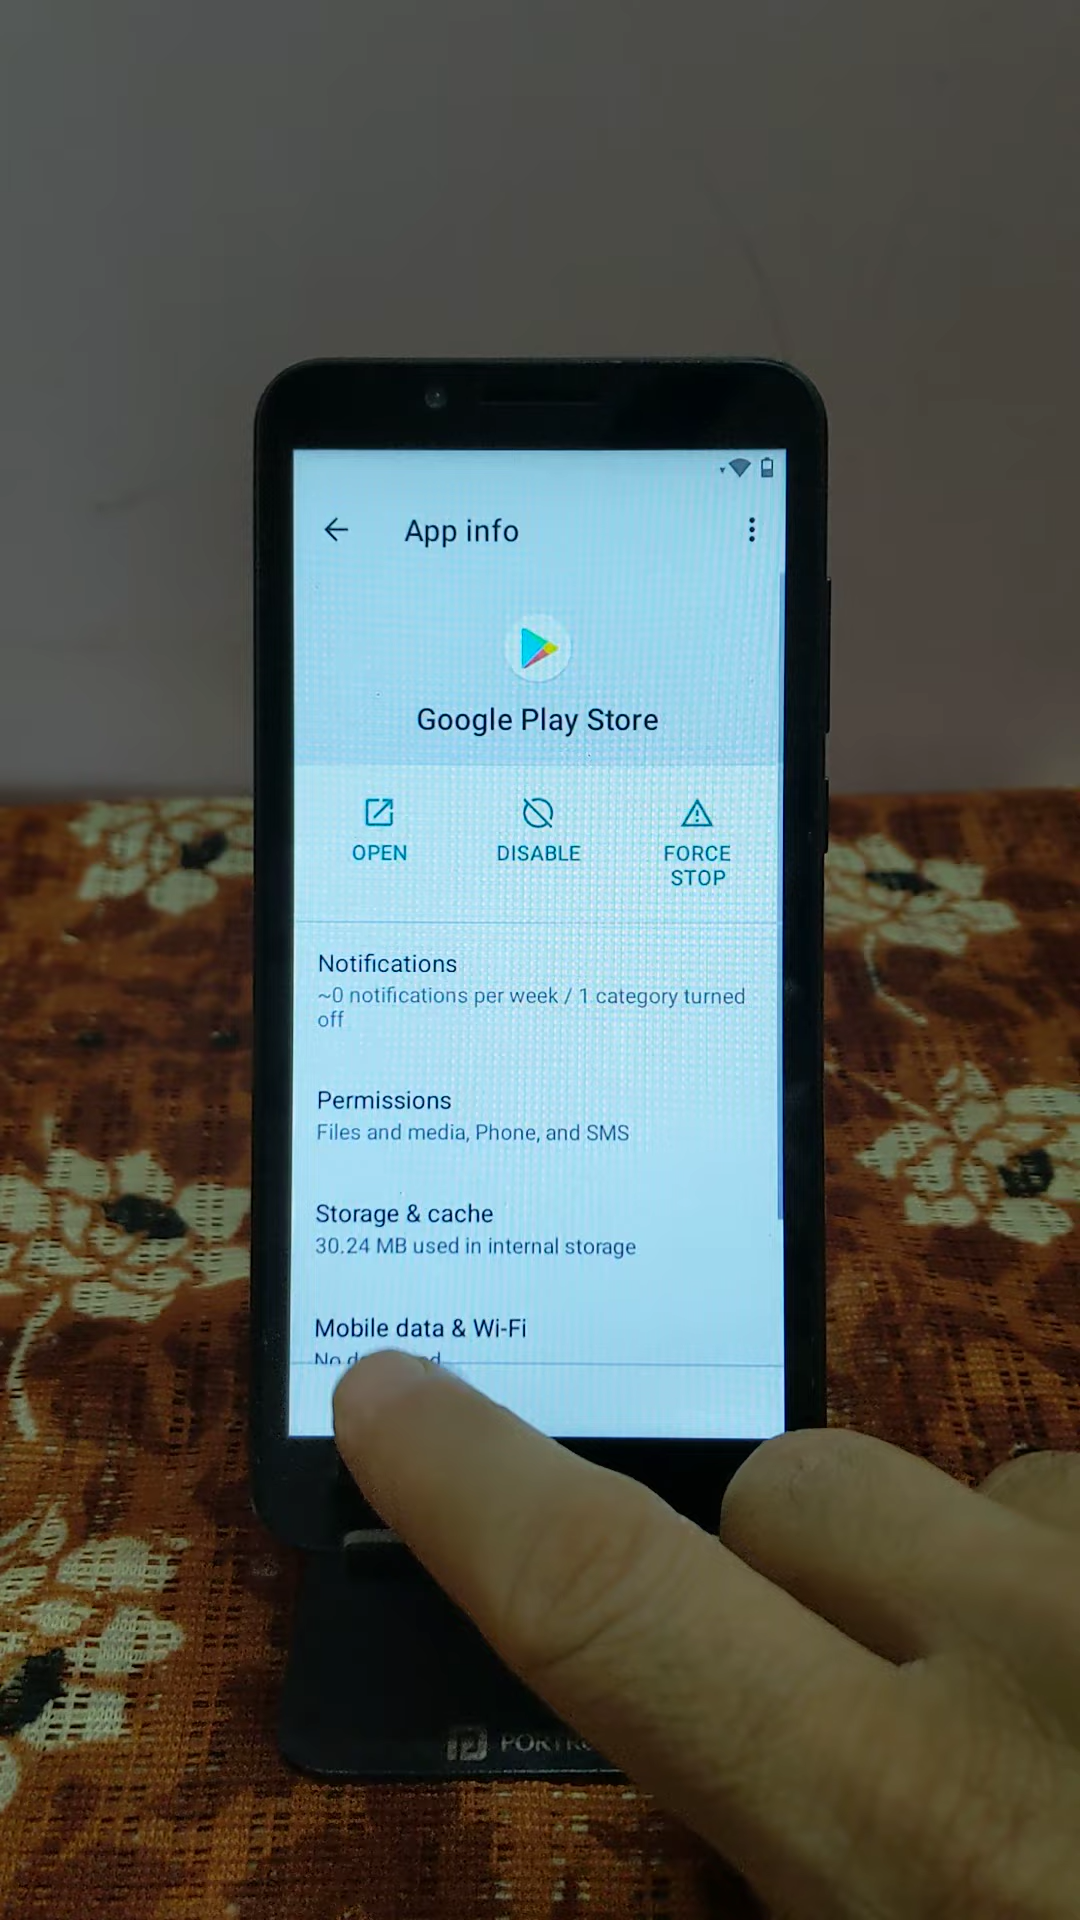 App info
Google Play Store
OPEN
DISABLE
FORCE
STOP
Notifications
~0 notifications per week / 1 category turned
off
Permissions
Files and media, Phone, and SMS
Storage & cache
30.24 MB used in internal storage
Mobile data & Wi-Fi
No